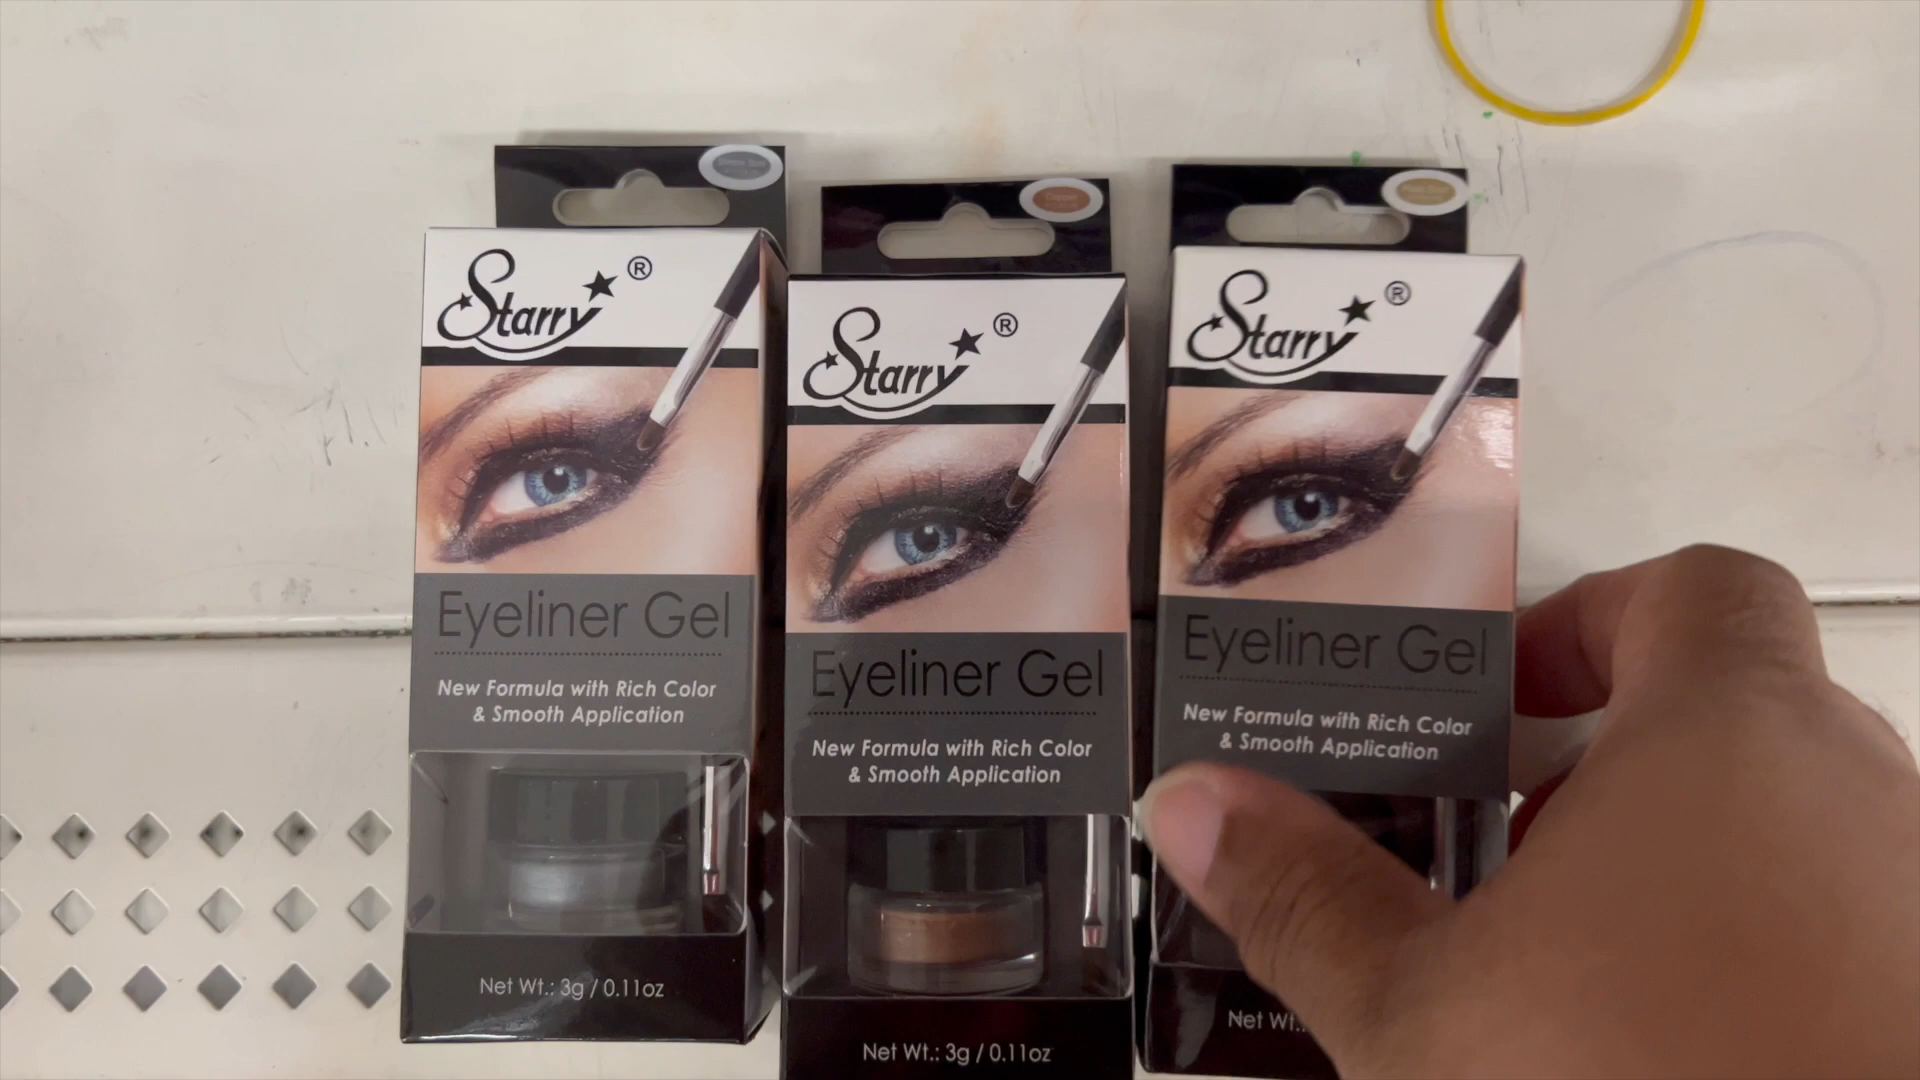 Starry ®
Eyeliner Gel
New Formula with Rich Color
& Smooth Application
Net Wt.: 3g / 0.11oz
Copper
Starry ®
Eyeliner Gel
New Formula with Rich Color
& Smooth Application
Net Wt.: 3g / 0.11oz
Starry ®
Eyeliner Gel
New Formula with Rich Color
& Smooth Application
Net Wt.: